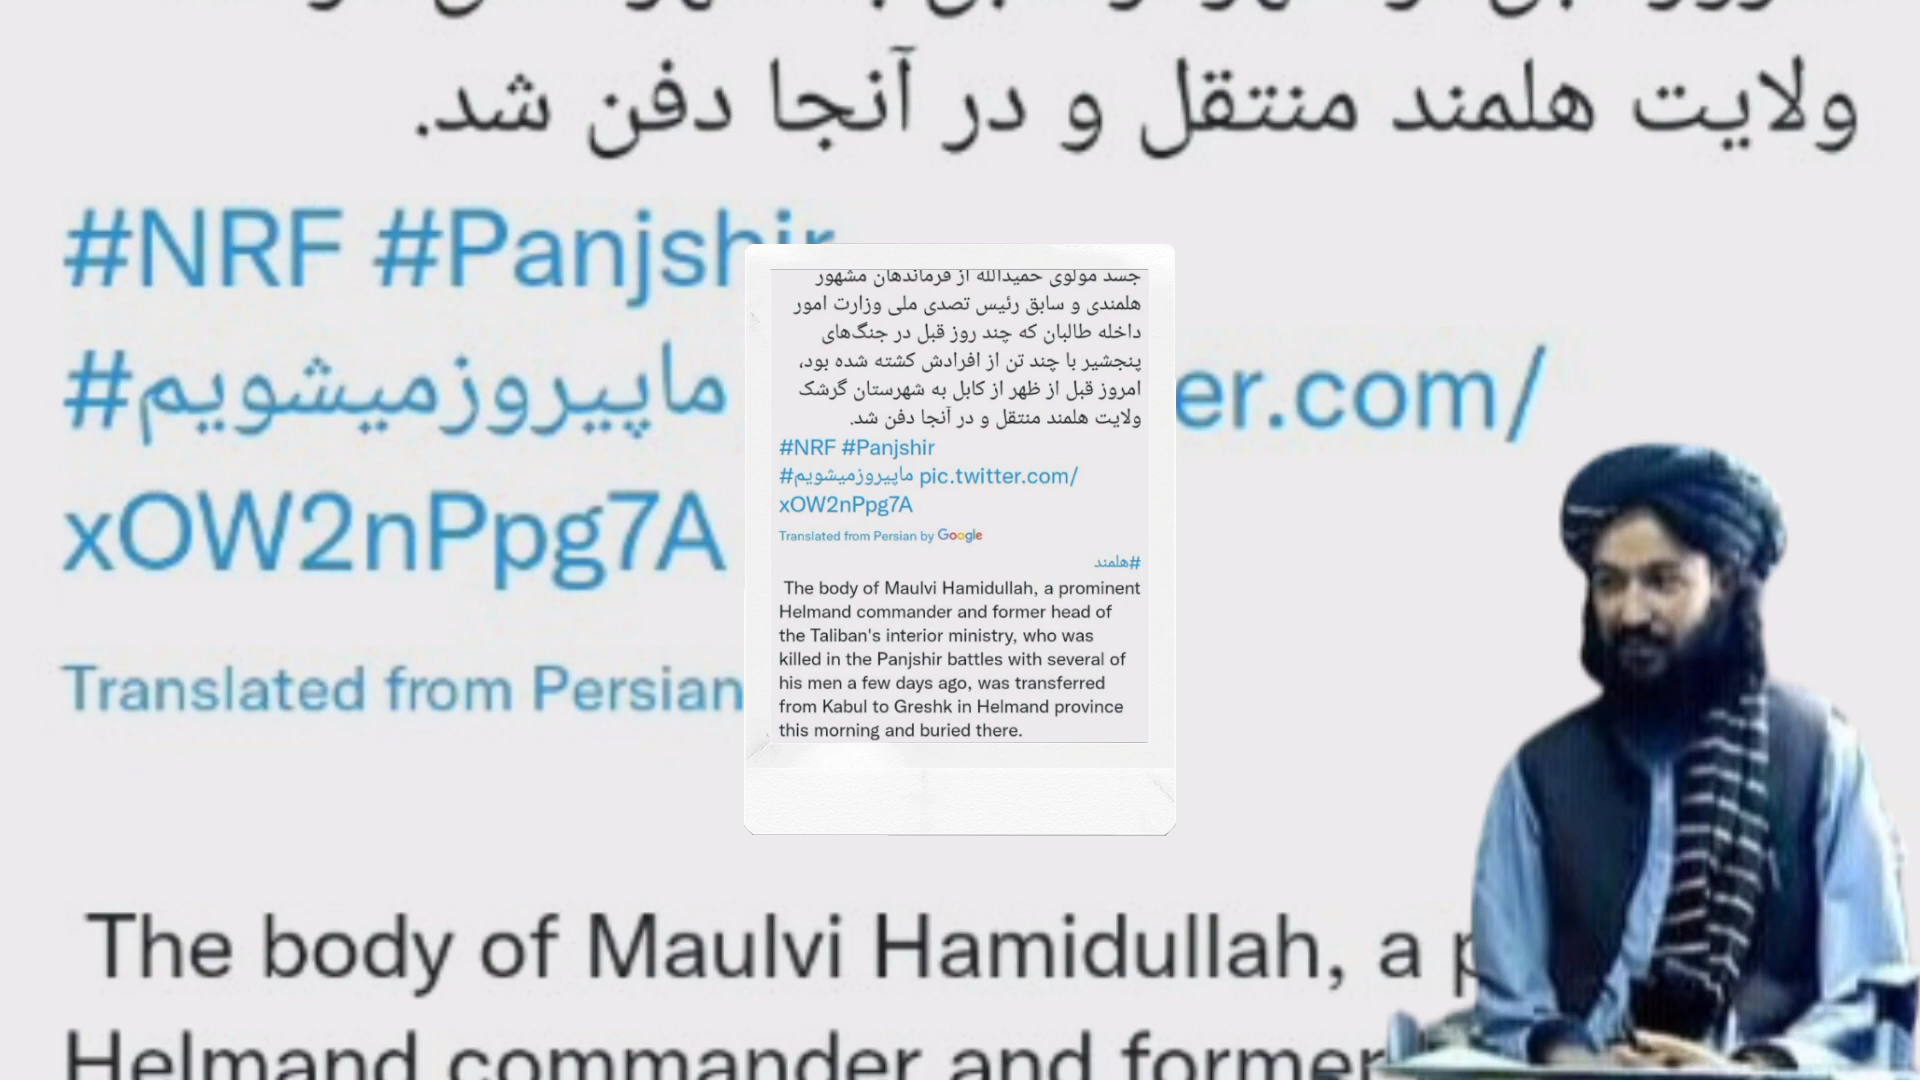 ولایت هلمند منتقل و در آنجا دفن شد.
#NRF #Panjshir
#ماپیروزمیشویم er.com/
xOW2nPpg7A
Translated from Persian
The body of Maulvi Hamidullah, a p
Helmand commander and former
جسد مولوی حمیدالله از فرماندهان مشهور
هلمندی و سابق رئیس تصدی ملی وزارت امور
داخله طالبان که چند روز قبل در جنگ‌های
پنجشیر با چند تن از افرادش کشته شده بود،
امروز قبل از ظهر از کابل به شهرستان گرشک
ولایت هلمند منتقل و در آنجا دفن شد.
#NRF #Panjshir
#ماپیروزمیشویم pic.twitter.com/
xOW2nPpg7A
Translated from Persian by Google
#هلمند
The body of Maulvi Hamidullah, a prominent
Helmand commander and former head of
the Taliban's interior ministry, who was
killed in the Panjshir battles with several of
his men a few days ago, was transferred
from Kabul to Greshk in Helmand province
this morning and buried there.